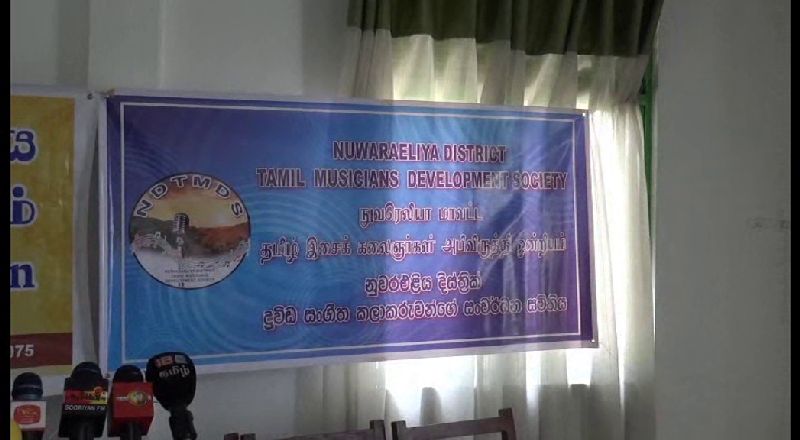 NUWARAELIYA DISTRICT
TAMIL MUSICIANS DEVELOPMENT SOCIETY
நுவரெலியா மாவட்ட
தமிழ் இசைக் கலைஞர்கள் அபிவிருத்தி ஒன்றியம்
නුවරඑළිය දිස්ත්‍රික්
ද්‍රවිඩ සංගීත කලාකරුවන්ගේ සංවර්ධන සමිතිය
NDTMDS
075
SOORIYAN FM
IBC
தமிழ்